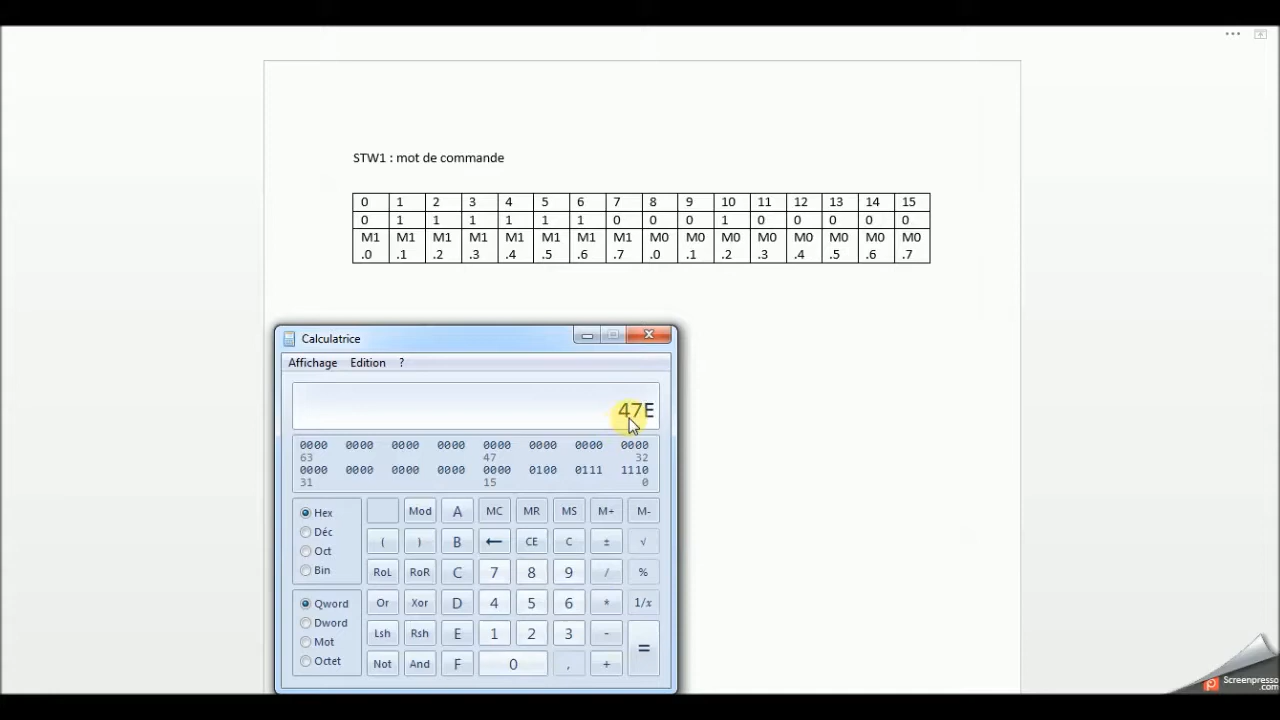 STW1 : mot de commande
0 1 2 3 4 5 6 7 8 9 10 11 12 13 14 15
0 1 1 1 1 1 1 0 0 0 1 0 0 0 0 0
M1 M1 M1 M1 M1 M1 M1 M1 M0 M0 M0 M0 M0 M0 M0 M0
.0 .1 .2 .3 .4 .5 .6 .7 .0 .1 .2 .3 .4 .5 .6 .7
Calculatrice
Affichage Edition ?
47E
0000 0000 0000 0000 0000 0000 0000 0000
63 47 32
0000 0000 0000 0000 0000 0100 0111 1110
31 15 0
Hex Mod A MC MR MS M+ M-
Déc
Oct ( ) B ← CE C ± √
Bin RoL RoR C 7 8 9 / %
Qword Or Xor D 4 5 6 * 1/x
Dword
Mot Lsh Rsh E 1 2 3 - =
Octet Not And F 0 , +
Screenpresso
.com